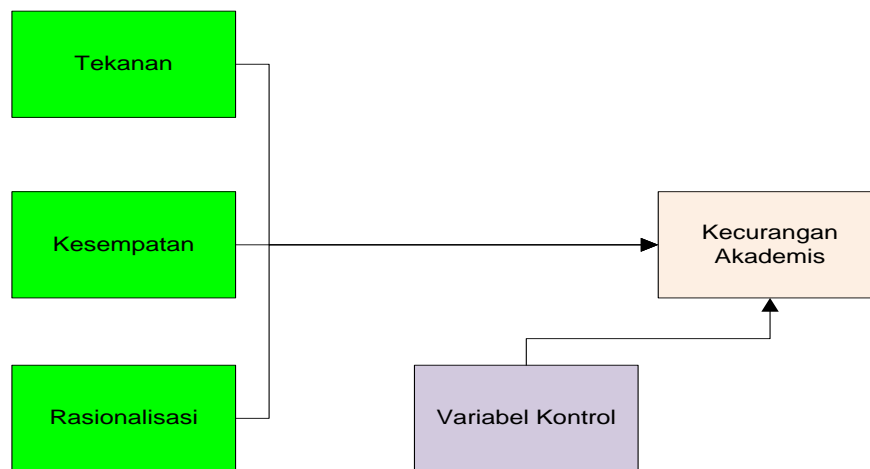 Tekanan
Kesempatan
Kecurangan
Akademis
Rasionalisasi
Variabel Kontrol